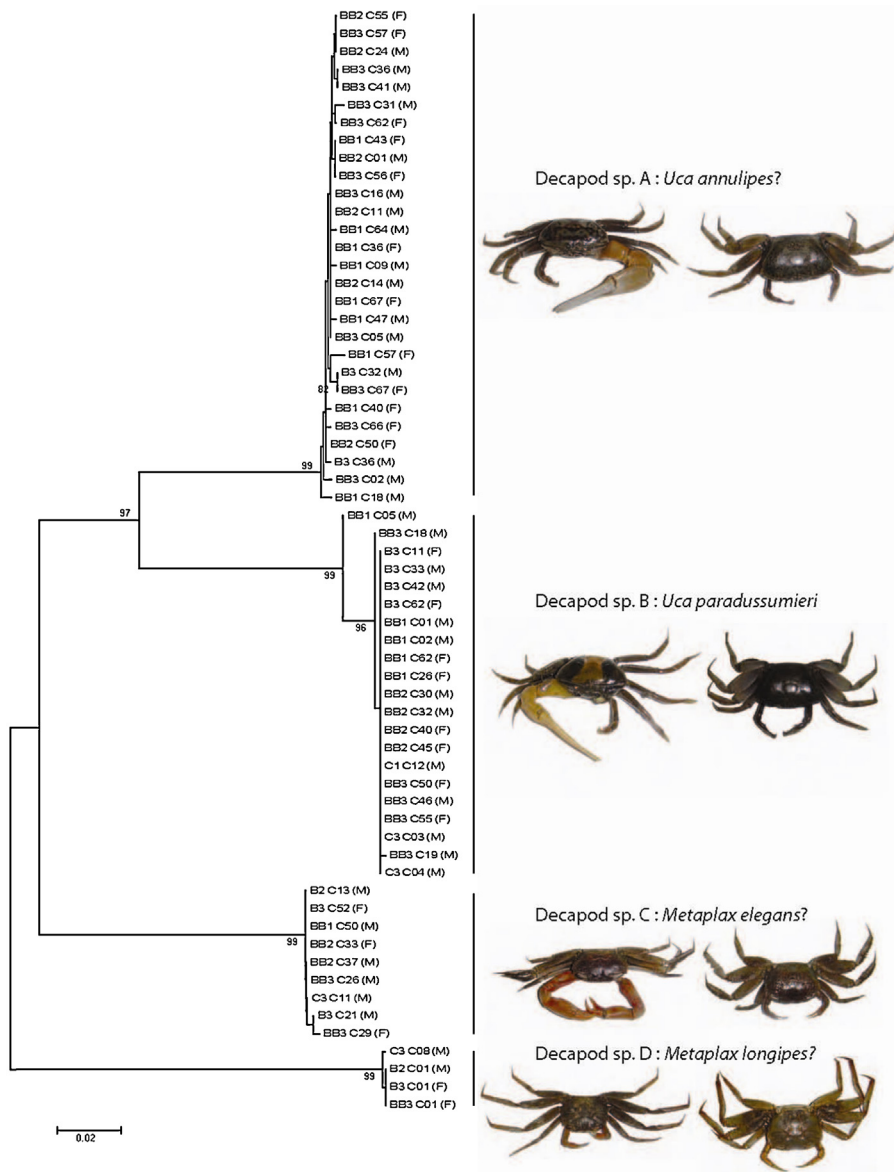 BB2 C55 (F)
BB3 C57 (F)
BB2 C24 (M)
BB3 C36 (M)
BB3 C41 (M)
BB3 C31 (M)
BB3 C62 (F)
BB1 C43 (F)
BB2 C01 (M)
BB3 C56 (F)
BB3 C16 (M)
BB2 C11 (M)
BB1 C64 (M)
BB1 C36 (F)
BB1 C09 (M)
BB2 C14 (M)
BB1 C67 (F)
BB1 C47 (M)
BB3 C05 (M)
BB1 C57 (F)
B3 C32 (M)
82
BB3 C67 (F)
BB1 C40 (F)
BB3 C66 (F)
BB2 C50 (F)
B3 C36 (M)
99
BB3 C02 (M)
BB1 C18 (M)
Decapod sp. A : Uca annulipes?
97
BB1 C05 (M)
BB3 C18 (M)
B3 C11 (F)
B3 C33 (M)
99
B3 C42 (M)
B3 C62 (F)
BB1 C01 (M)
96
BB1 C02 (M)
BB1 C62 (F)
BB1 C26 (F)
BB2 C30 (M)
BB2 C32 (M)
BB2 C40 (F)
BB2 C45 (F)
C1 C12 (M)
BB3 C50 (F)
BB3 C46 (M)
BB3 C55 (F)
C3 C03 (M)
BB3 C19 (M)
C3 C04 (M)
Decapod sp. B : Uca paradussumieri
B2 C13 (M)
B3 C52 (F)
BB1 C50 (M)
99
BB2 C33 (F)
BB2 C37 (M)
BB3 C26 (M)
C3 C11 (M)
B3 C21 (M)
BB3 C29 (F)
Decapod sp. C : Metaplax elegans?
C3 C08 (M)
B2 C01 (M)
99
B3 C01 (F)
BB3 C01 (F)
Decapod sp. D : Metaplax longipes?
0.02